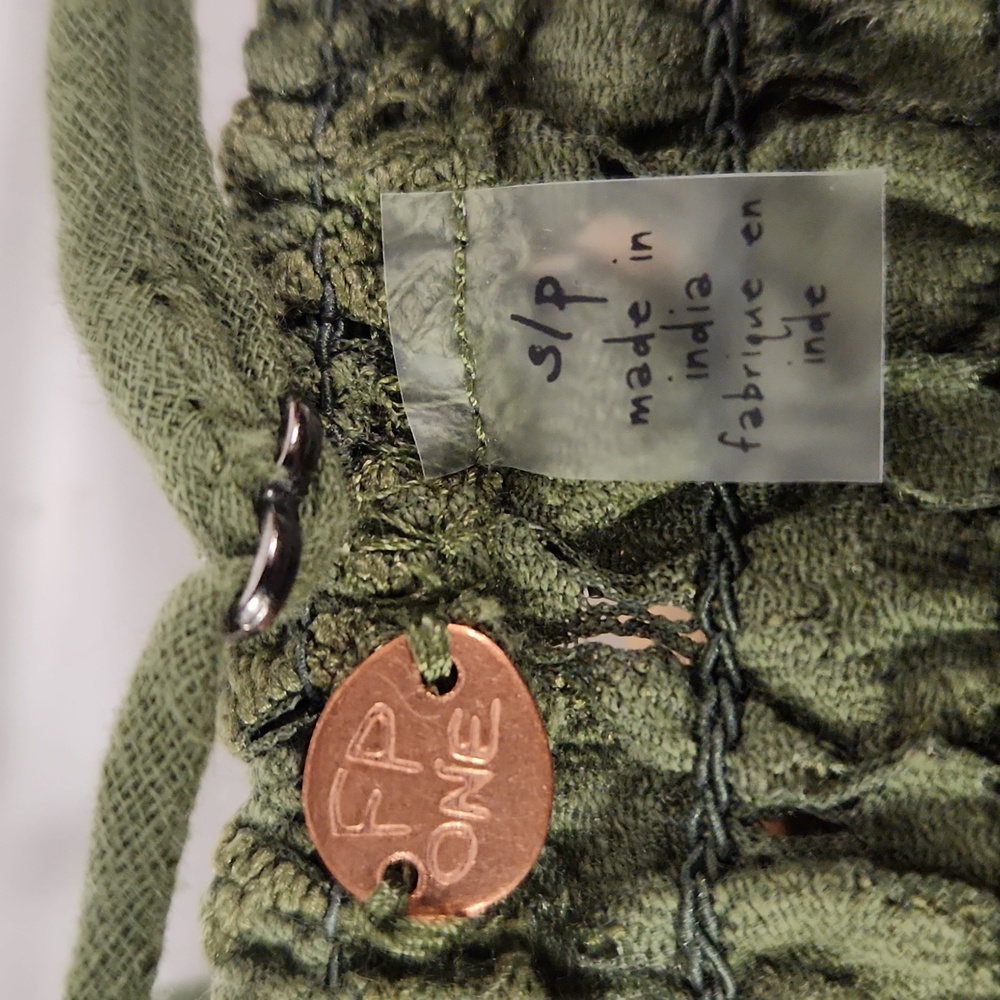 s/p
made in
india
fabriqué en
inde
FP
ONE